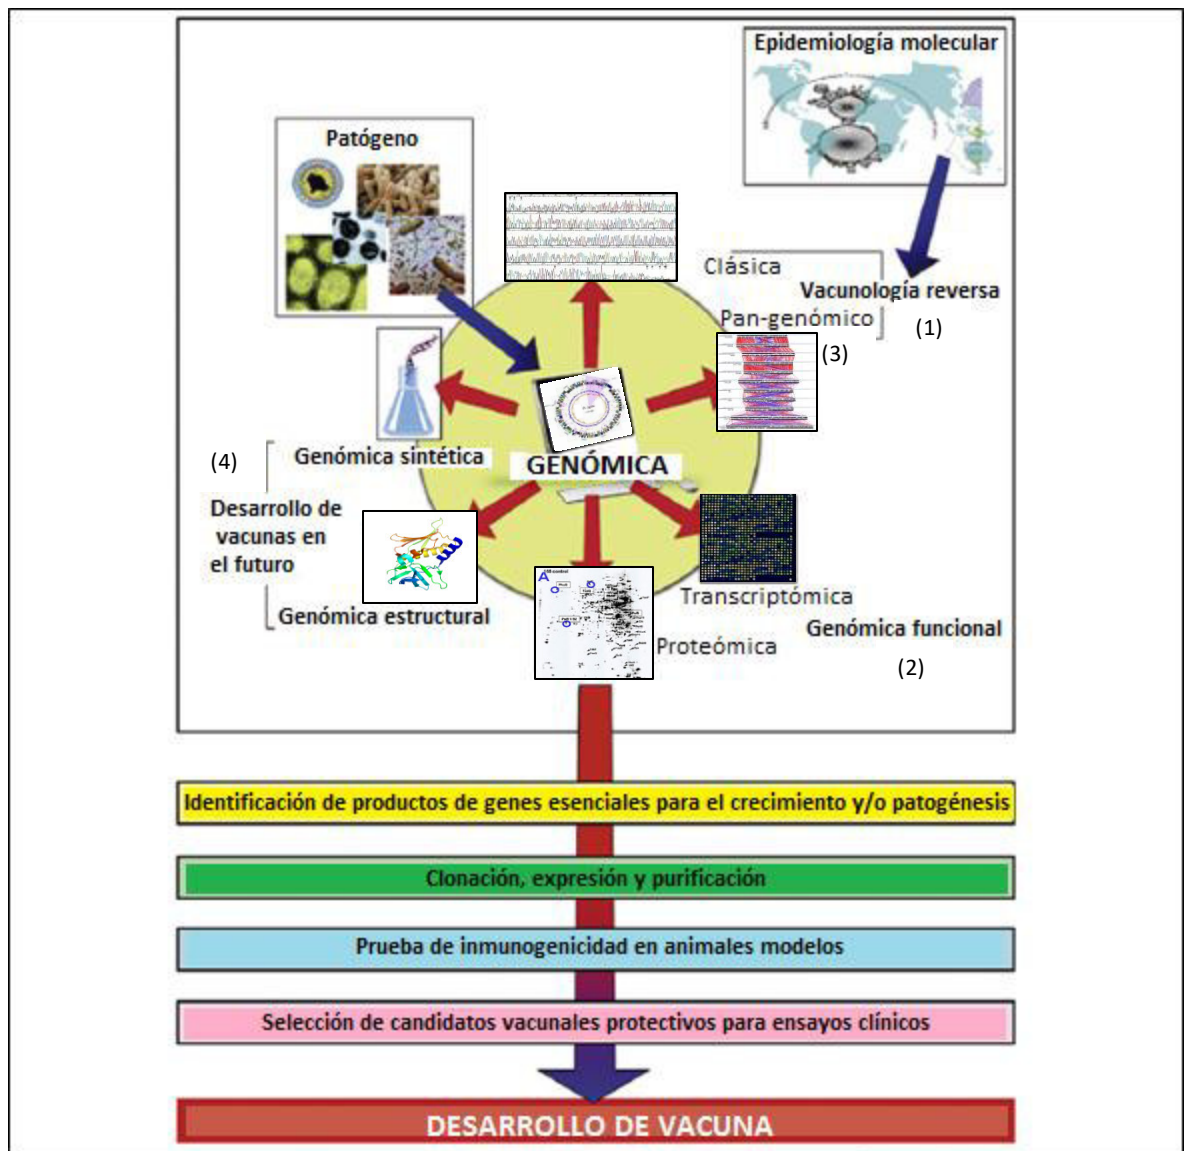 Epidemiología molecular
Patógeno
Clásica
Vacunología reversa
Pan-genómico
(1)
(3)
GENÓMICA
(4)
Genómica sintética
Desarrollo de
vacunas en
el futuro
Genómica estructural
A
Transcriptómica
Genómica funcional
Proteómica
(2)
Identificación de productos de genes esenciales para el crecimiento y/o patogénesis
Clonación, expresión y purificación
Prueba de inmunogenicidad en animales modelos
Selección de candidatos vacunales protectivos para ensayos clínicos
DESARROLLO DE VACUNA